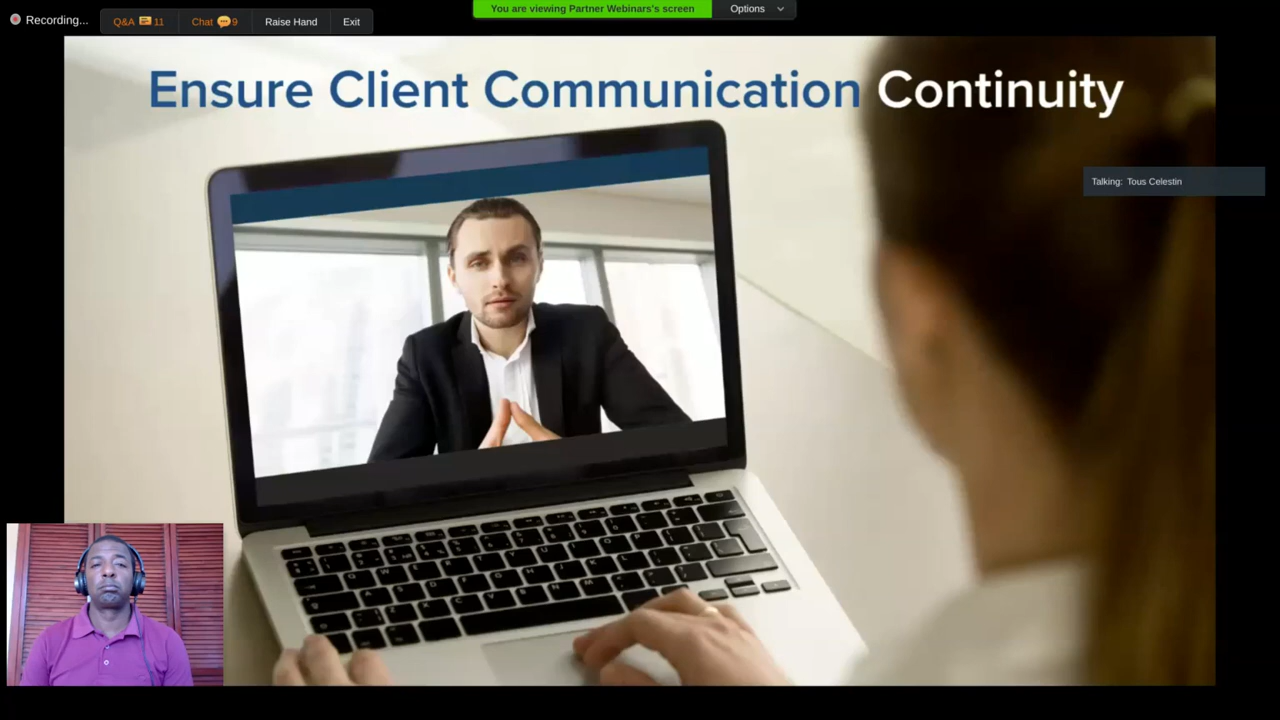 Recording...
Q&A 11
Chat 9
Raise Hand
Exit
You are viewing Partner Webinars's screen
Options
Ensure Client Communication Continuity
Talking: Tous Celestin